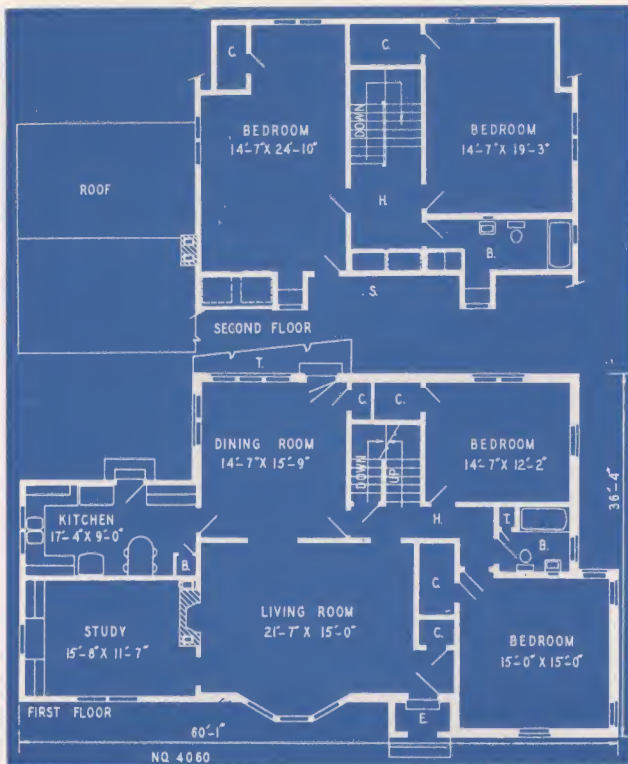 C.
C.
BEDROOM
14'-7" X 24'-10"
DOWN
BEDROOM
14'-7" X 19'-3"
ROOF
H.
B.
S.
SECOND FLOOR
T.
C.
C.
DINING ROOM
14'-7" X 15'-9"
DOWN
UP
BEDROOM
14'-7" X 12'-2"
36'-4"
KITCHEN
17'-4" X 9'-0"
H.
T.
B.
B.
C.
LIVING ROOM
21'-7" X 15'-0"
STUDY
15'-8" X 11'-7"
C.
BEDROOM
15'-0" X 15'-0"
FIRST FLOOR
E.
60'-1"
NO. 4060